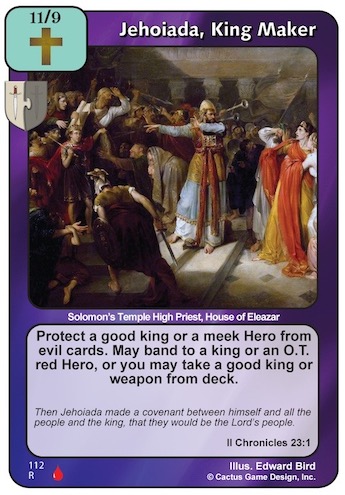 11/9
Jehoiada, King Maker
Solomon's Temple High Priest, House of Eleazar
Protect a good king or a meek Hero from
evil cards. May band to a king or an O.T.
red Hero, or you may take a good king or
weapon from deck.
Then Jehoiada made a covenant between himself and all the
people and the king, that they would be the Lord's people.
II Chronicles 23:1
112
R
Illus. Edward Bird
© Cactus Game Design, Inc.